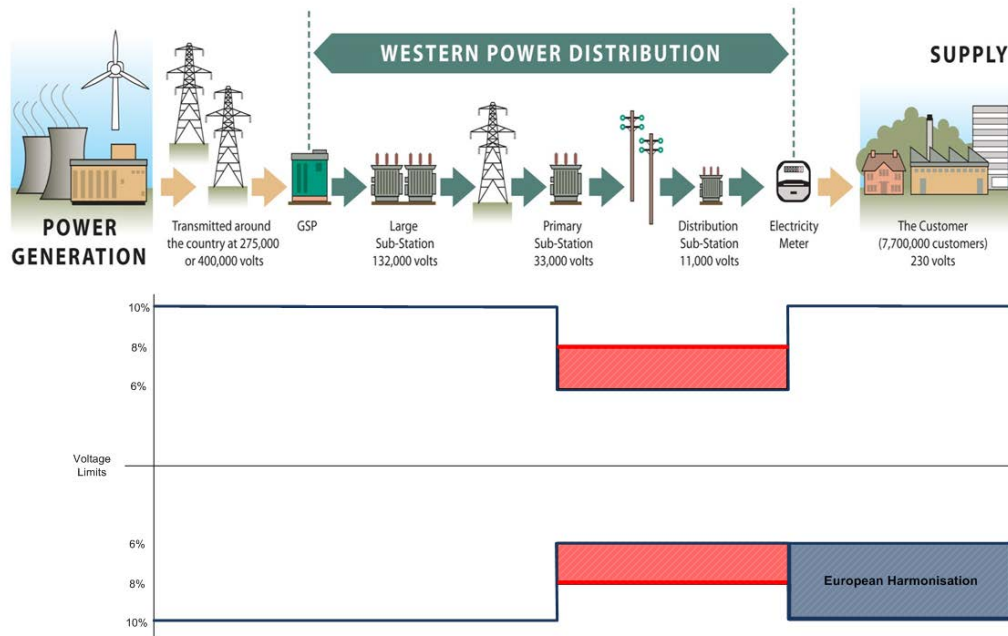 WESTERN POWER DISTRIBUTION
SUPPLY
POWER
GENERATION
Transmitted around
the country at 275,000
or 400,000 volts
GSP
Large
Sub-Station
132,000 volts
Primary
Sub-Station
33,000 volts
Distribution
Sub-Station
11,000 volts
Electricity
Meter
The Customer
(7,700,000 customers)
230 volts
10%
8%
6%
Voltage
Limits
6%
8%
10%
European Harmonisation